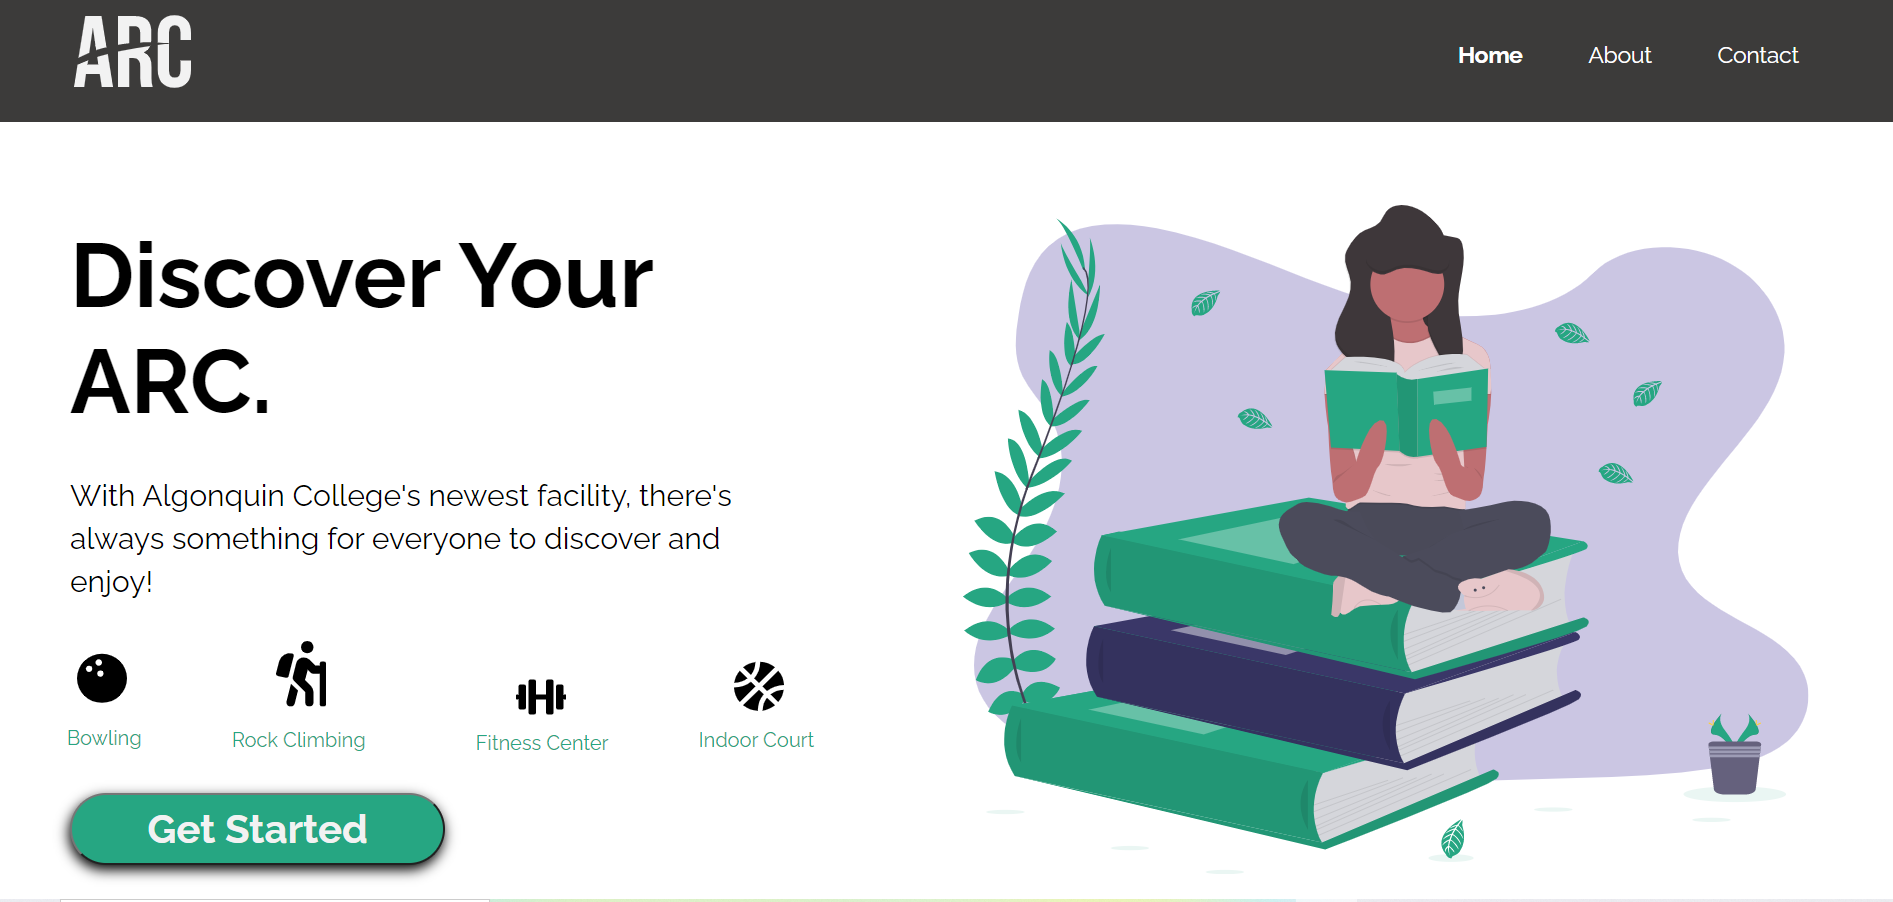 ARC
Home About Contact
Discover Your
ARC.
With Algonquin College's newest facility, there's
always something for everyone to discover and
enjoy!
Bowling Rock Climbing Fitness Center Indoor Court
Get Started